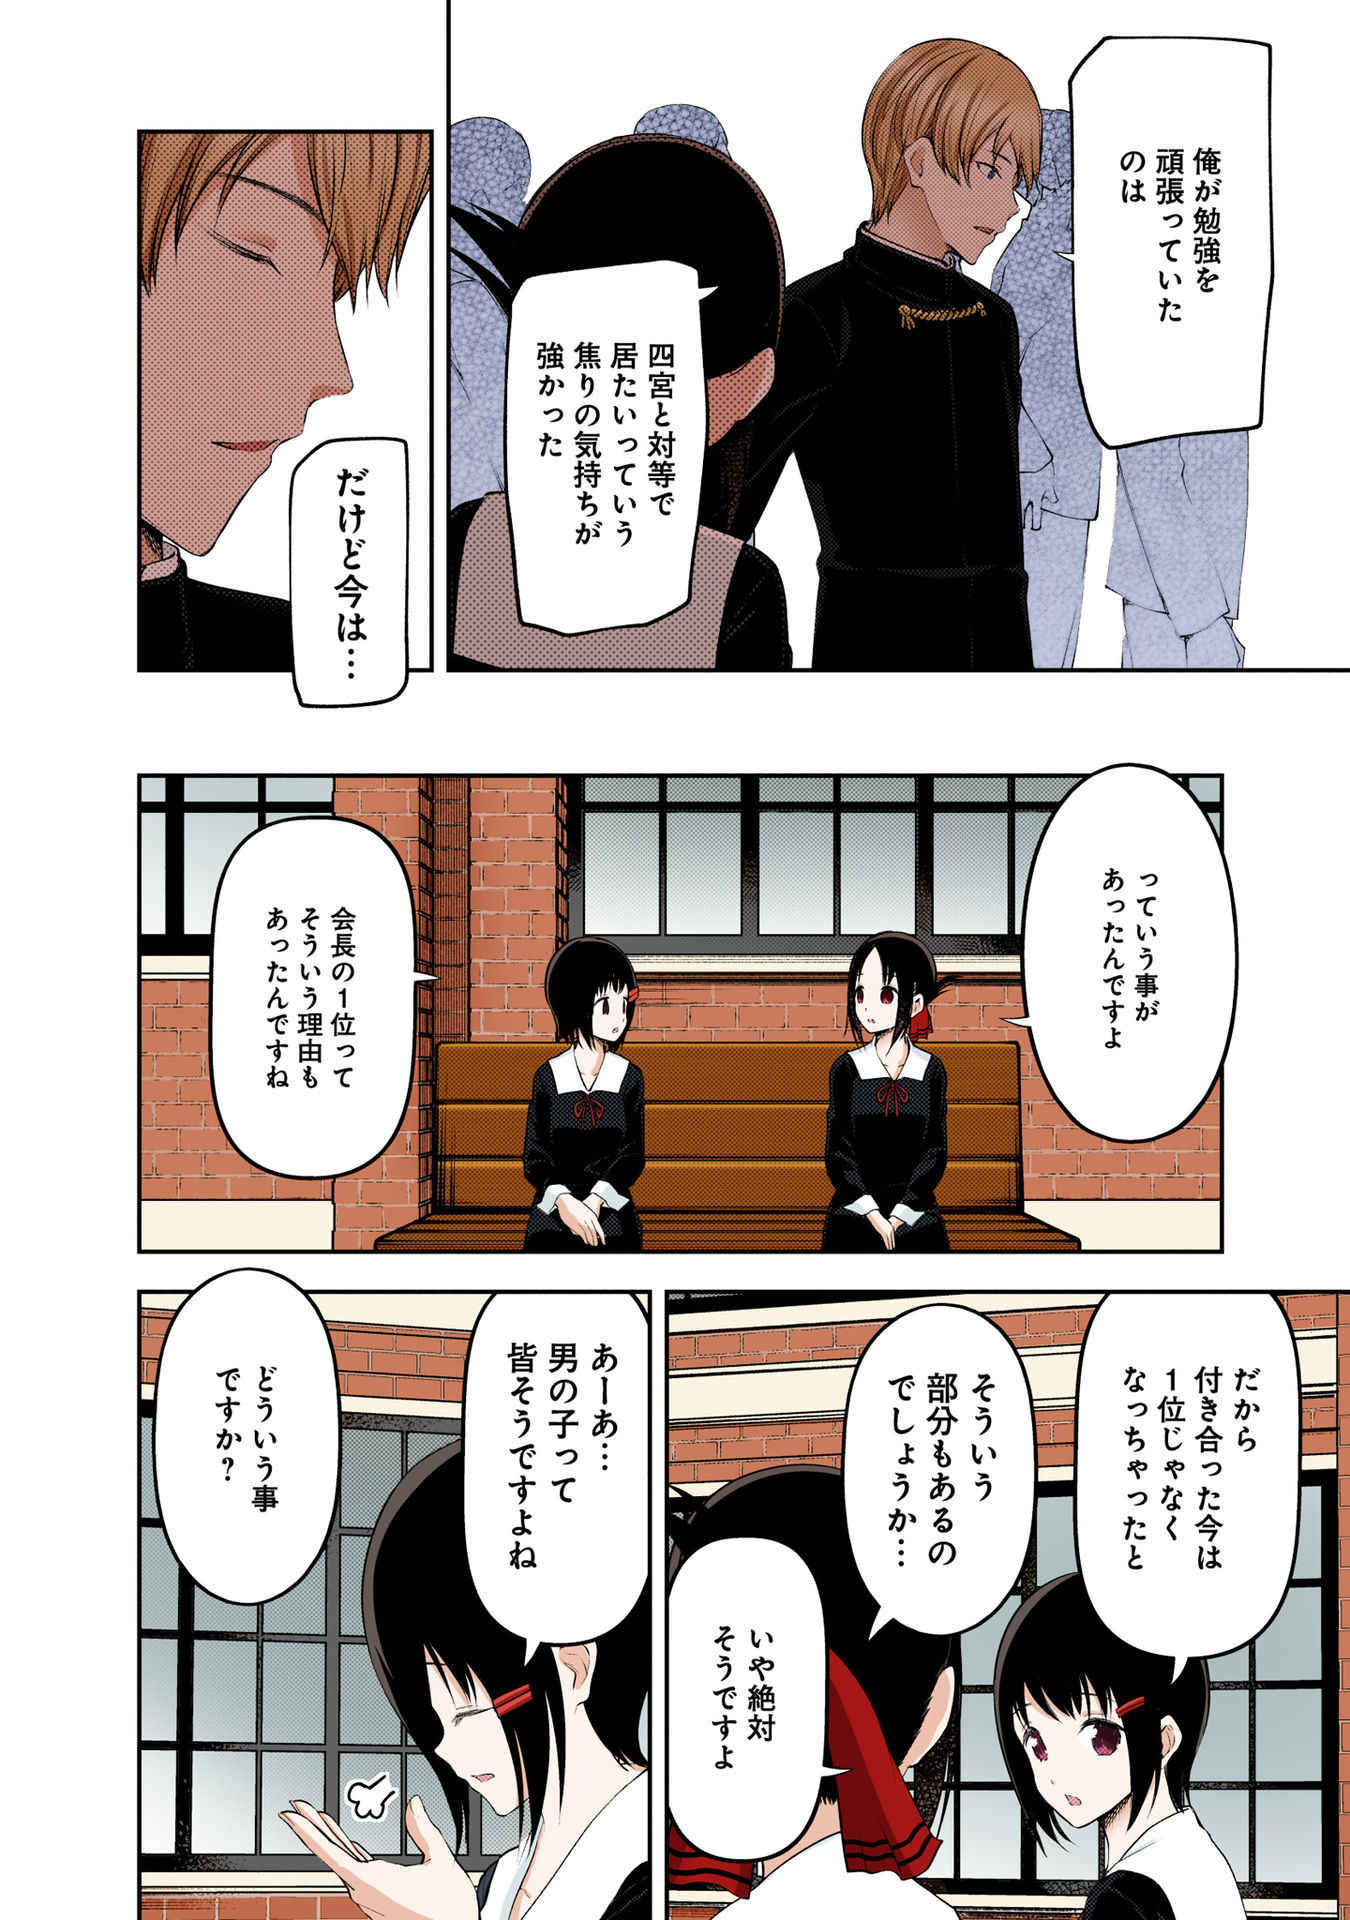 俺が勉強を
頑張っていた
のは
四宮と対等で
居たいっていう
焦りの気持ちが
強かった
だけど今は…
っていう事が
あったんですよ
会長の1位って
そういう理由も
あったんですね
だから
付き合った今は
1位じゃなく
なっちゃったと
そういう
部分もあるの
でしょうか…
いや絶対
そうですよ
あーあ…
男の子って
皆そうですよね
どういう事
ですか?